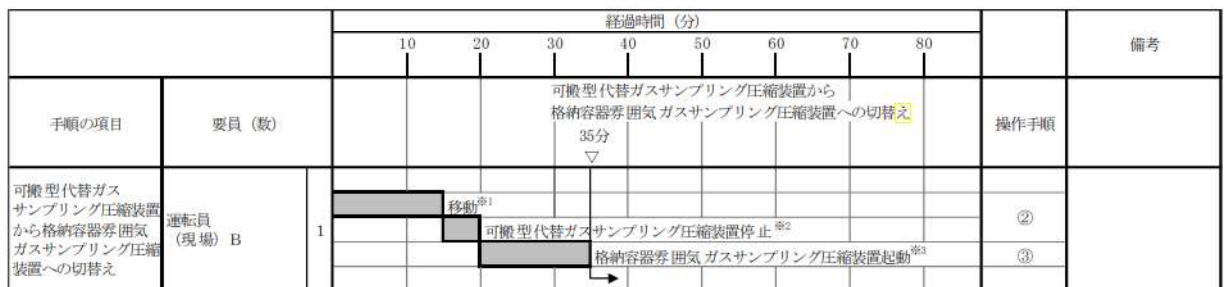 経過時間（分）
10 20 30 40 50 60 70 80
備考
手順の項目
要員（数）
可搬型代替ガスサンプリング圧縮装置から
格納容器雰囲気ガスサンプリング圧縮装置への切替え
35分
▽
操作手順
可搬型代替ガス
サンプリング圧縮装置
から格納容器雰囲気
ガスサンプリング圧縮
装置への切替え
運転員
（現場）B
1
移動※1
可搬型代替ガスサンプリング圧縮装置停止※2
格納容器雰囲気ガスサンプリング圧縮装置起動※3
②
③